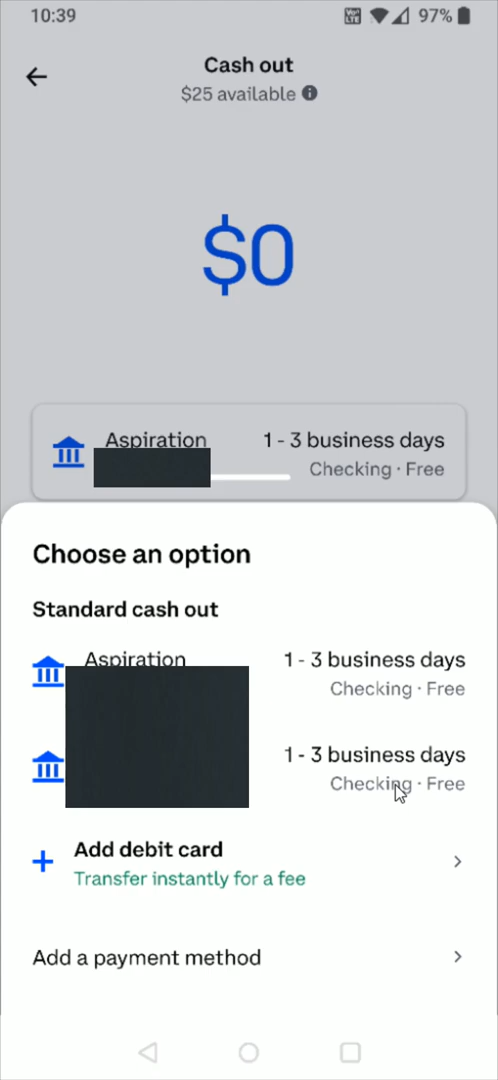 10:39
97%
Cash out
$25 available
$0
Aspiration 1 - 3 business days
Checking · Free
Choose an option
Standard cash out
Aspiration 1 - 3 business days
Checking · Free
1 - 3 business days
Checking · Free
Add debit card
Transfer instantly for a fee
Add a payment method